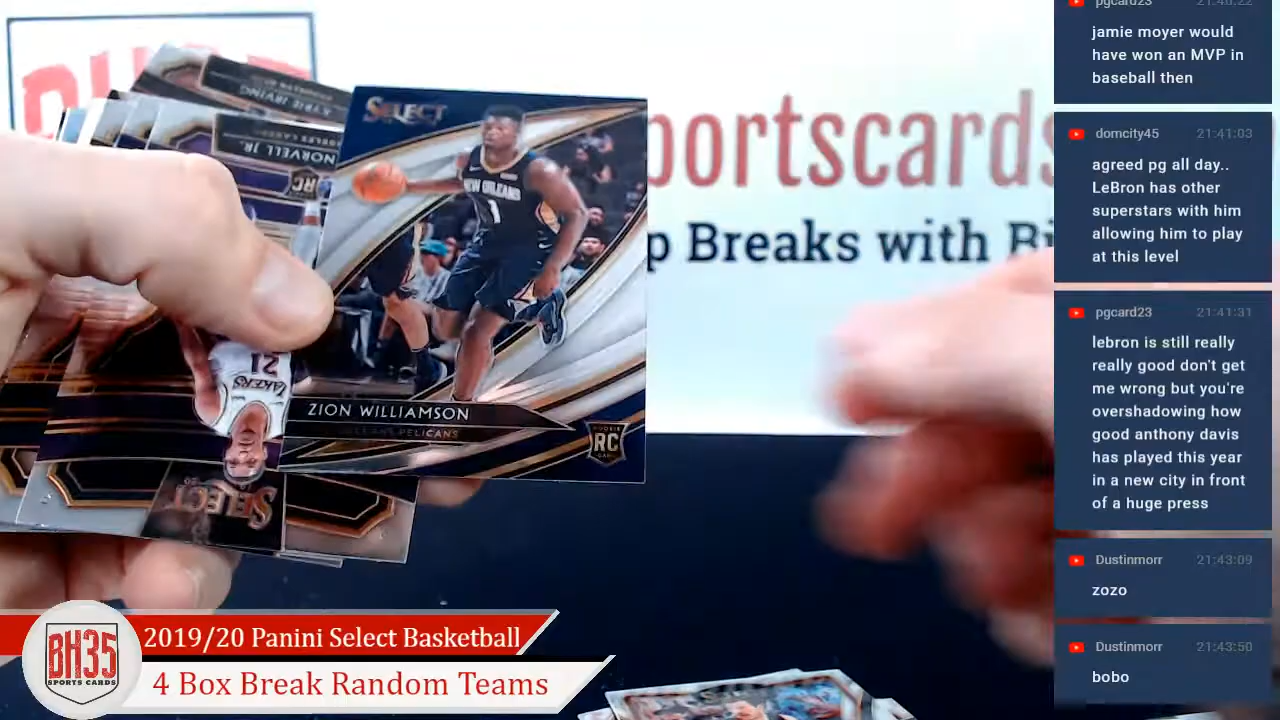 SELECT
NEW ORLEANS
1
ZION WILLIAMSON
PELICANS
ROOKIE
RC
CARD
KYRIE IRVING
NORVELL JR.
RC
21
LAKERS
SELECT
portscards
p Breaks with Bi
BH35
SPORTS CARDS
2019/20 Panini Select Basketball
4 Box Break Random Teams
pgcard23
jamie moyer would
have won an MVP in
baseball then
domcity45 21:41:03
agreed pg all day..
LeBron has other
superstars with him
allowing him to play
at this level
pgcard23 21:41:31
lebron is still really
really good don't get
me wrong but you're
overshadowing how
good anthony davis
has played this year
in a new city in front
of a huge press
Dustinmorr 21:43:09
zozo
Dustinmorr 21:43:50
bobo